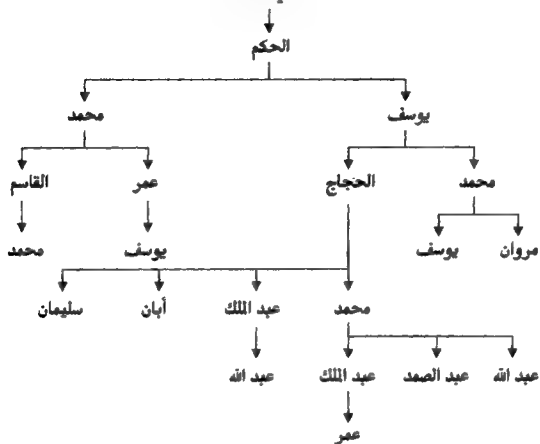 الحكم
يوسف محمد
محمد الحجاج عمر القاسم
مروان يوسف يوسف محمد
محمد عبد الملك أبان سليمان
عبد الله عبد الصمد عبد الملك عبد الله
عمر